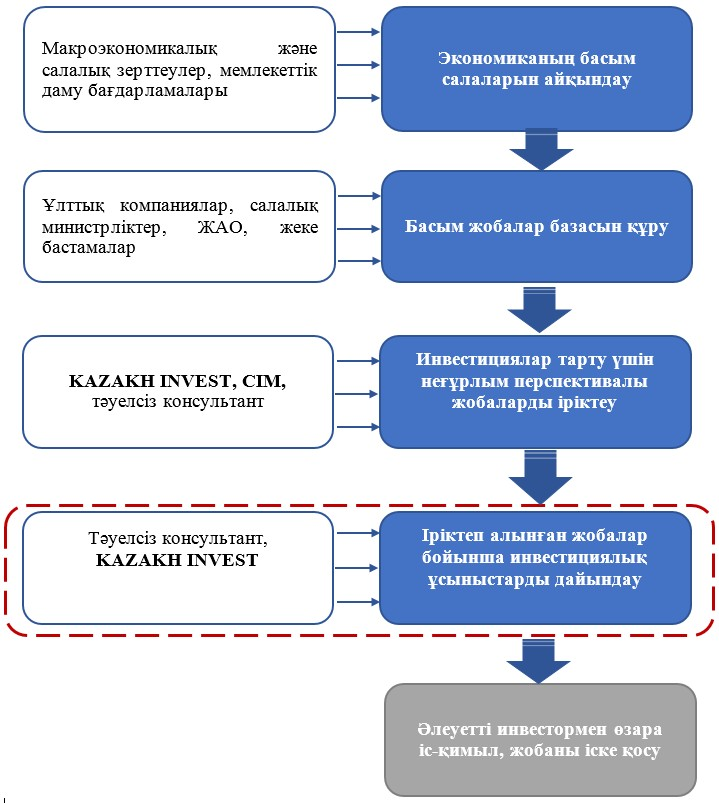 Макроэкономикалық және
салалық зерттеулер, мемлекеттік
даму бағдарламалары
Экономиканың басым
салаларын айқындау
Ұлттық компаниялар, салалық
министрліктер, ЖАО, жеке
бастамалар
Басым жобалар базасын құру
KAZAKH INVEST, СІМ,
тәуелсіз консультант
Инвестициялар тарту үшін
неғұрлым перспективалы
жобаларды іріктеу
Тәуелсіз консультант,
KAZAKH INVEST
Іріктеп алынған жобалар
бойынша инвестициялық
ұсыныстарды дайындау
Әлеуетті инвестормен өзара
іс-қимыл, жобаны іске қосу